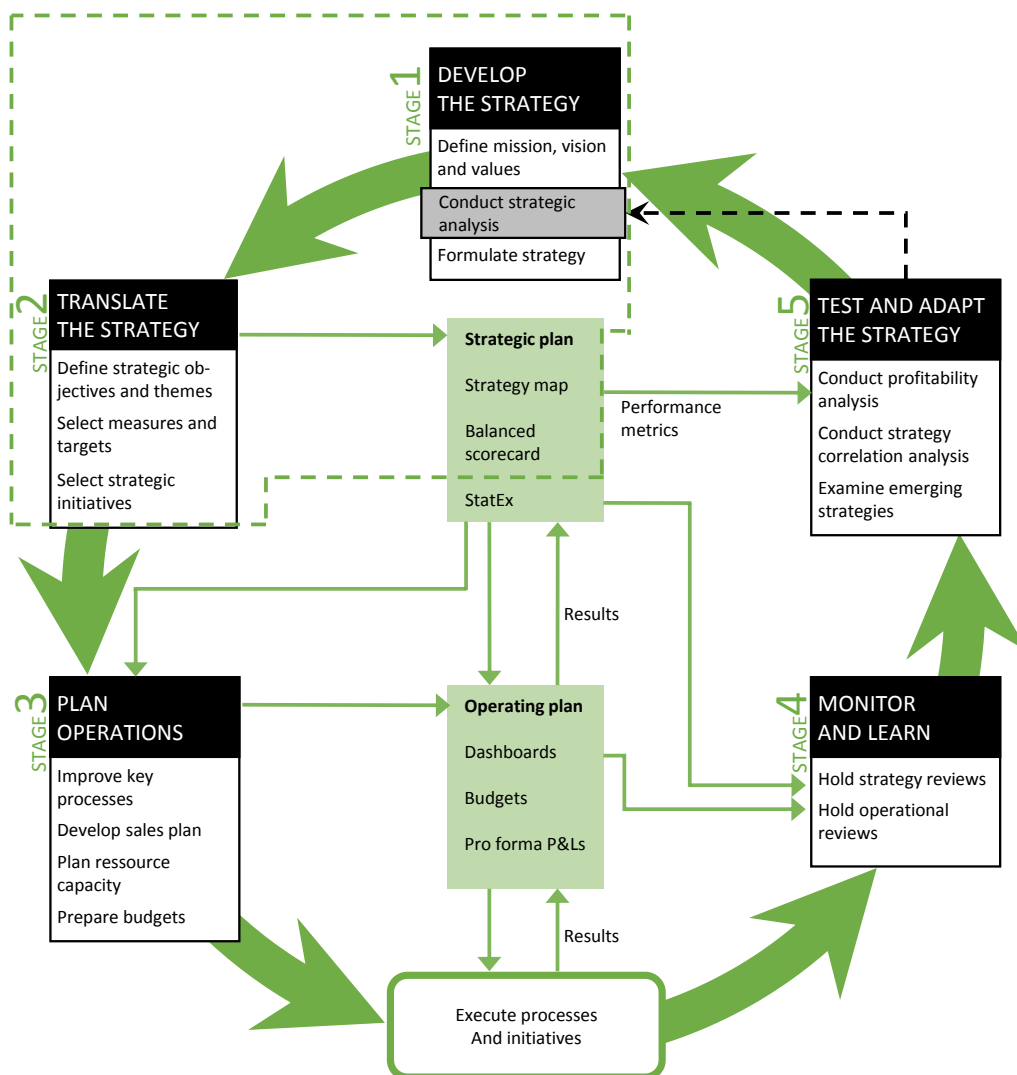 STAGE 1
DEVELOP
THE STRATEGY
Define mission, vision
and values
Conduct strategic
analysis
Formulate strategy
STAGE 2
TRANSLATE
THE STRATEGY
Define strategic ob-
jectives and themes
Select measures and
targets
Select strategic
initiatives
Strategic plan
Strategy map
Balanced
scorecard
StatEx
Performance
metrics
STAGE 5
TEST AND ADAPT
THE STRATEGY
Conduct profitability
analysis
Conduct strategy
correlation analysis
Examine emerging
strategies
Results
STAGE 3
PLAN
OPERATIONS
Improve key
processes
Develop sales plan
Plan ressource
capacity
Prepare budgets
Operating plan
Dashboards
Budgets
Pro forma P&Ls
STAGE 4
MONITOR
AND LEARN
Hold strategy reviews
Hold operational
reviews
Results
Execute processes
And initiatives